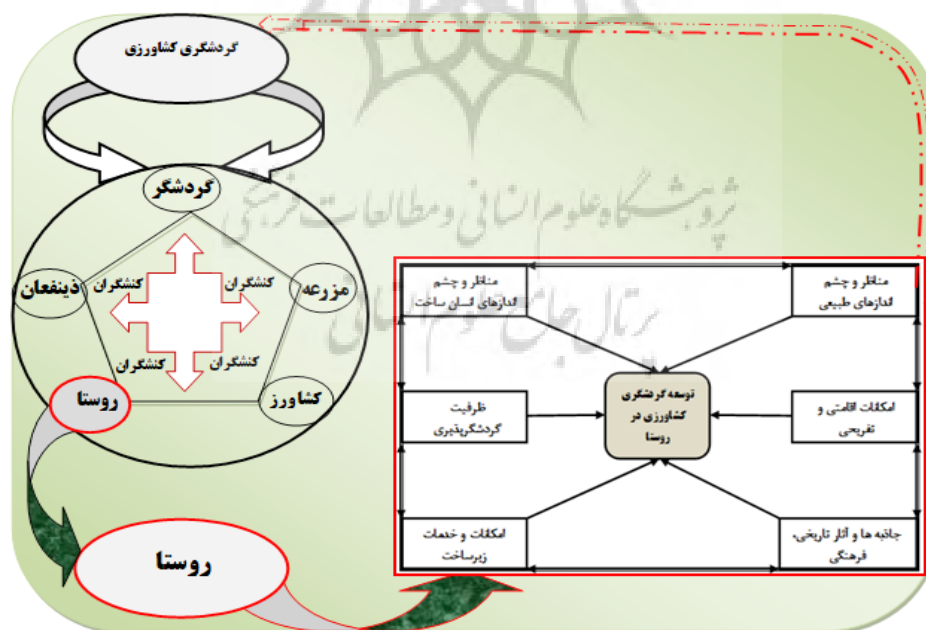 گردشگری کشاورزی
گردشگر
ذینفعان
کنشگران
کنشگران
مزرعه
کنشگران
کنشگران
روستا
کشاورز
روستا
پژوهشگاه علوم انسانی و مطالعات فرهنگی
پرتال جامع علوم انسانی
مناظر و چشم
اندازهای طبیعی
مناظر و چشم
اندازهای انسان ساخت
امکانات اقامتی و
تفریحی
توسعه گردشگری
کشاورزی در
روستا
ظرفیت
گردشگرپذیری
جاذبه ها و آثار تاریخی،
فرهنگی
امکانات و خدمات
زیرساخت